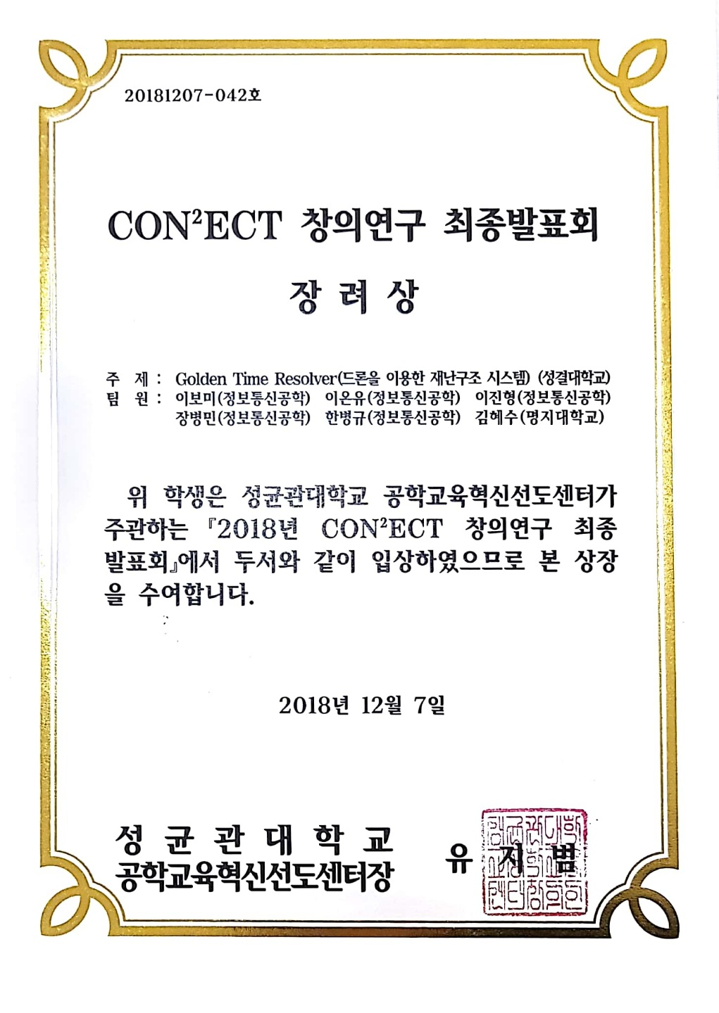 20181207-042호
CON²ECT 창의연구 최종발표회
장 려 상
주 제 : Golden Time Resolver(드론을 이용한 재난구조 시스템) (성결대학교)
팀 원 : 이보미(정보통신공학) 이온유(정보통신공학) 이진형(정보통신공학)
장병민(정보통신공학) 한병규(정보통신공학) 김혜수(명지대학교)
위 학생은 성균관대학교 공학교육혁신선도센터가
주관하는 『2018년 CON²ECT 창의연구 최종
발표회』에서 두서와 같이 입상하였으므로 본 상장
을 수여합니다.
2018년 12월 7일
성 균 관 대 학 교
공학교육혁신선도센터장 유 지 범